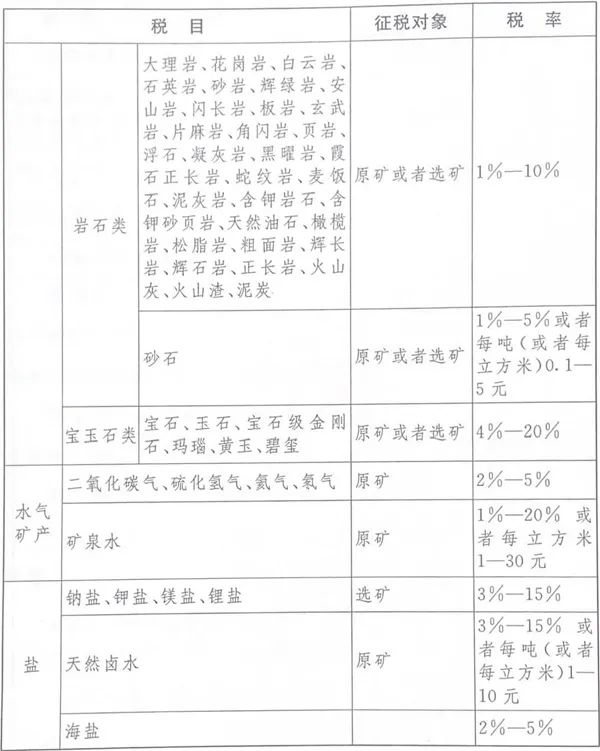 税目 征税对象 税率
岩石类
大理岩、花岗岩、白云岩、
石英岩、砂岩、辉绿岩、安
山岩、闪长岩、板岩、玄武
岩、片麻岩、角闪岩、页岩、
浮石、凝灰岩、黑曜岩、霞
石正长岩、蛇纹岩、麦饭
石、泥灰岩、含钾岩石、含
钾砂页岩、天然油石、橄榄
岩、松脂岩、粗面岩、辉长
岩、辉石岩、正长岩、火山
灰、火山渣、泥炭
原矿或者选矿
1%—10%
砂石
原矿或者选矿
1%—5%或者
每吨(或者每
立方米)0.1—
5元
宝玉石类
宝石、玉石、宝石级金刚
石、玛瑙、黄玉、碧玺
原矿或者选矿
4%—20%
水气
矿产
二氧化碳气、硫化氢气、氦气、氡气
原矿
2%—5%
矿泉水
原矿
1%—20%或
者每立方米
1—30元
盐
钠盐、钾盐、镁盐、锂盐
选矿
3%—15%
天然卤水
原矿
3%—15%或
者每吨(或者
每立方米)1—
10元
海盐
2%—5%